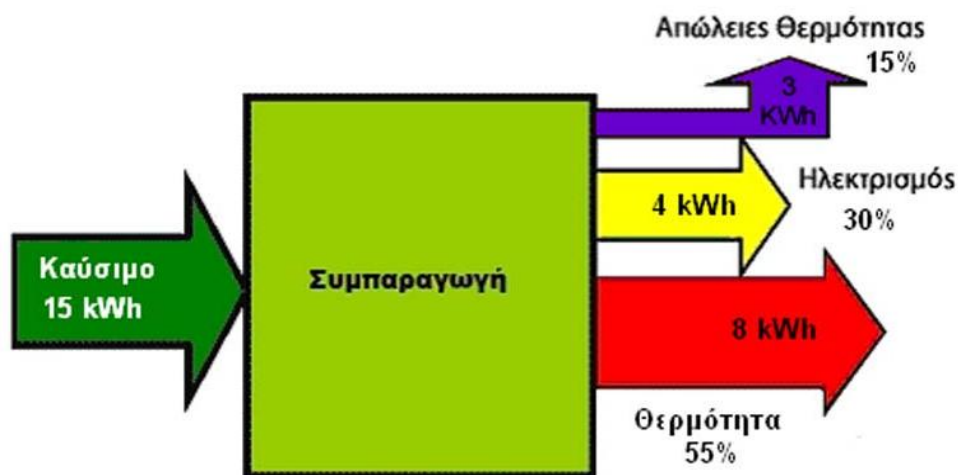 Απώλειες Θερμότητας
15%
3
KWh
Ηλεκτρισμός
30%
4 kWh
Καύσιμο
15 kWh
Συμπαραγωγή
8 kWh
Θερμότητα
55%